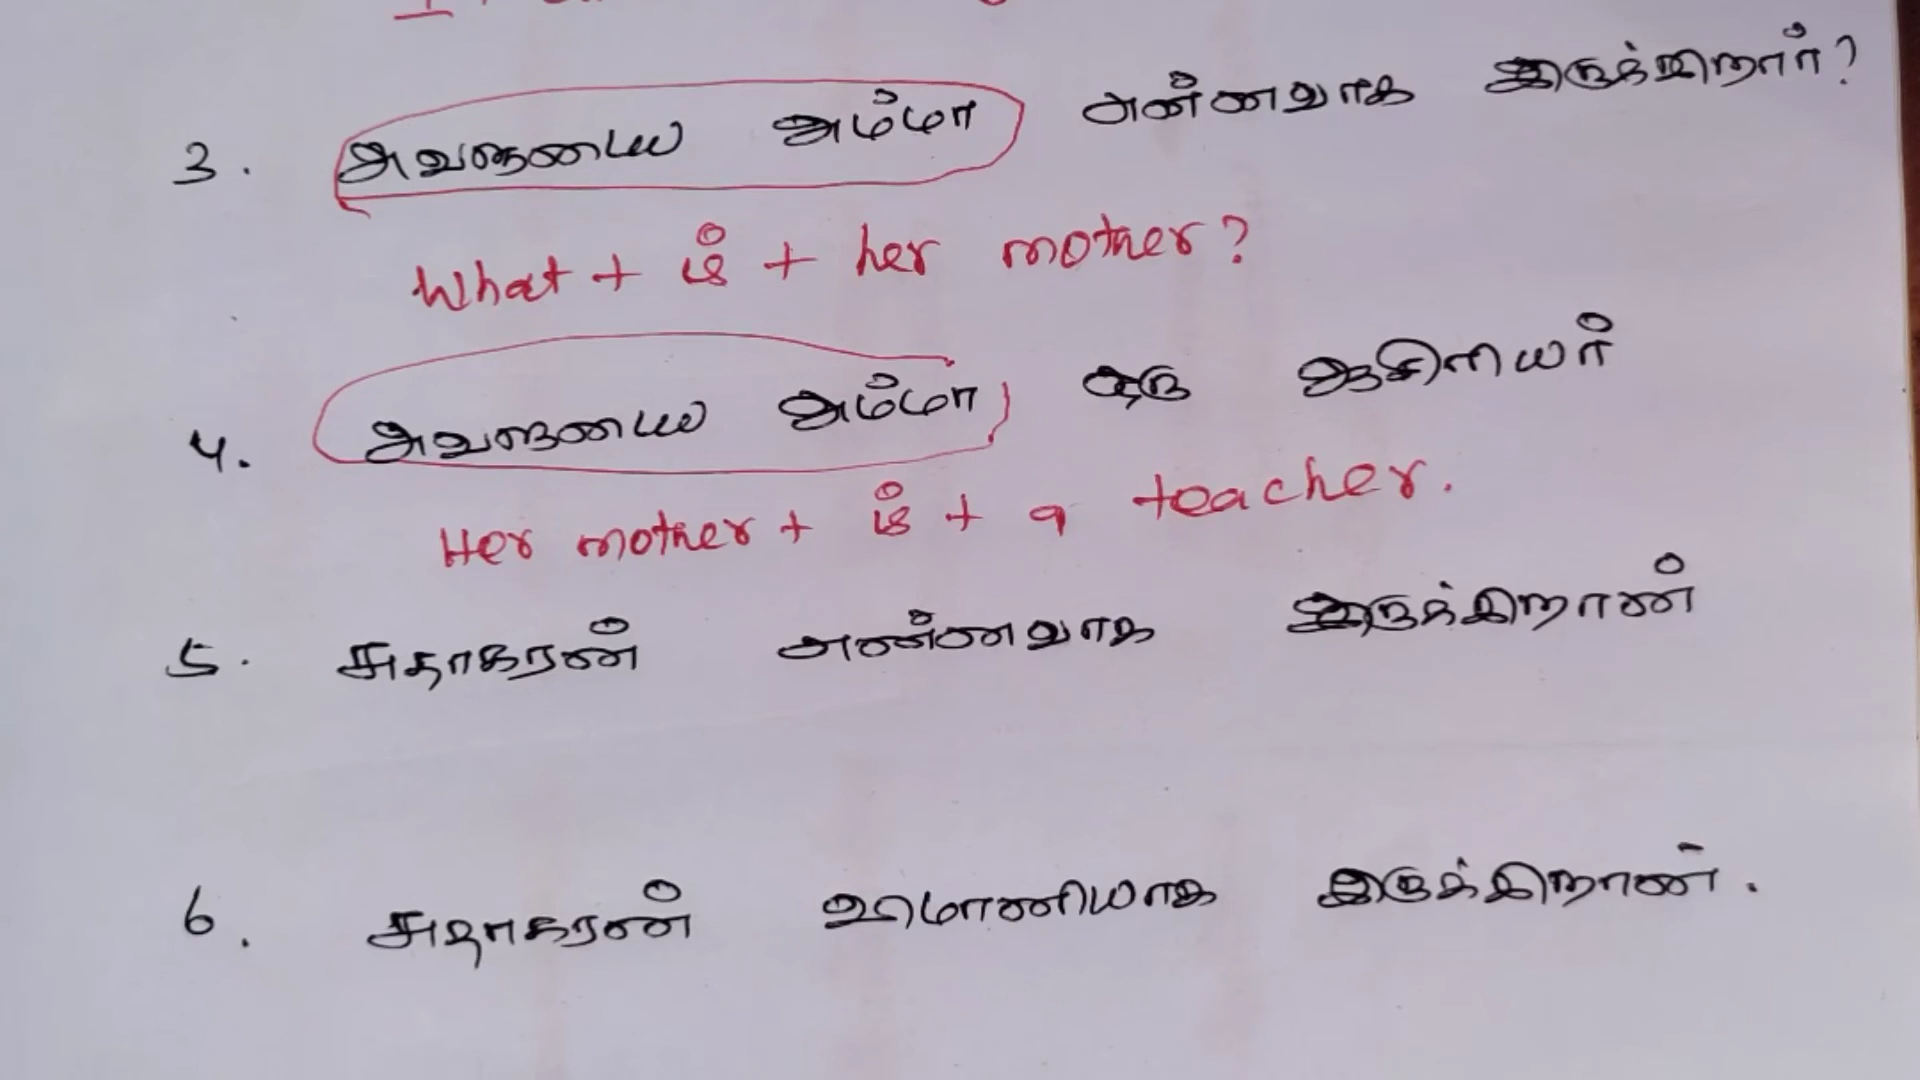 3. அவளுடைய அம்மா என்னவாக இருக்கிறார்?
What + is + her mother?
4. அவளுடைய அம்மா ஒரு ஆசிரியர்
Her mother + is + a teacher.
5. சுதாகரன் என்னவாக இருக்கிறான்
6. சுதாகரன் விமானியாக இருக்கிறான்.